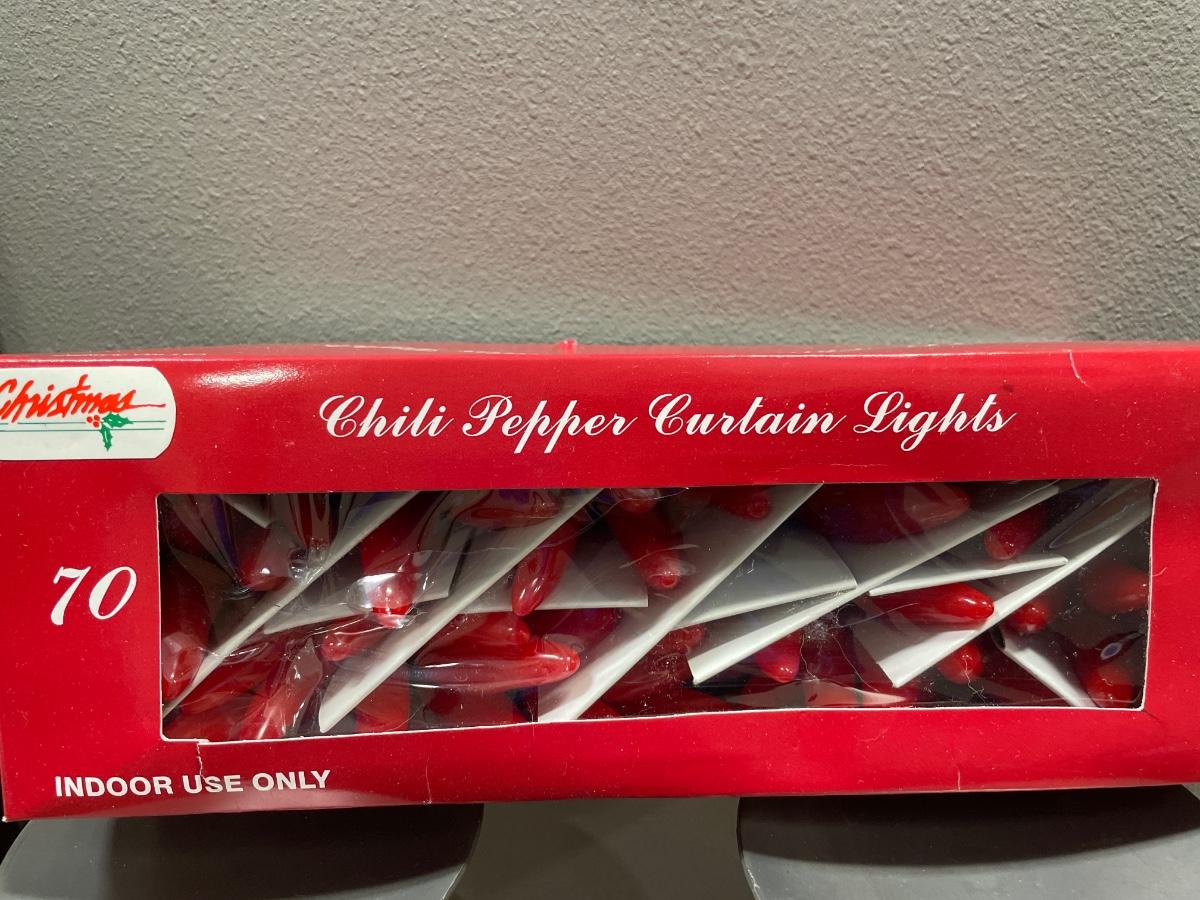 Christmas
Chili Pepper Curtain Lights
70
INDOOR USE ONLY